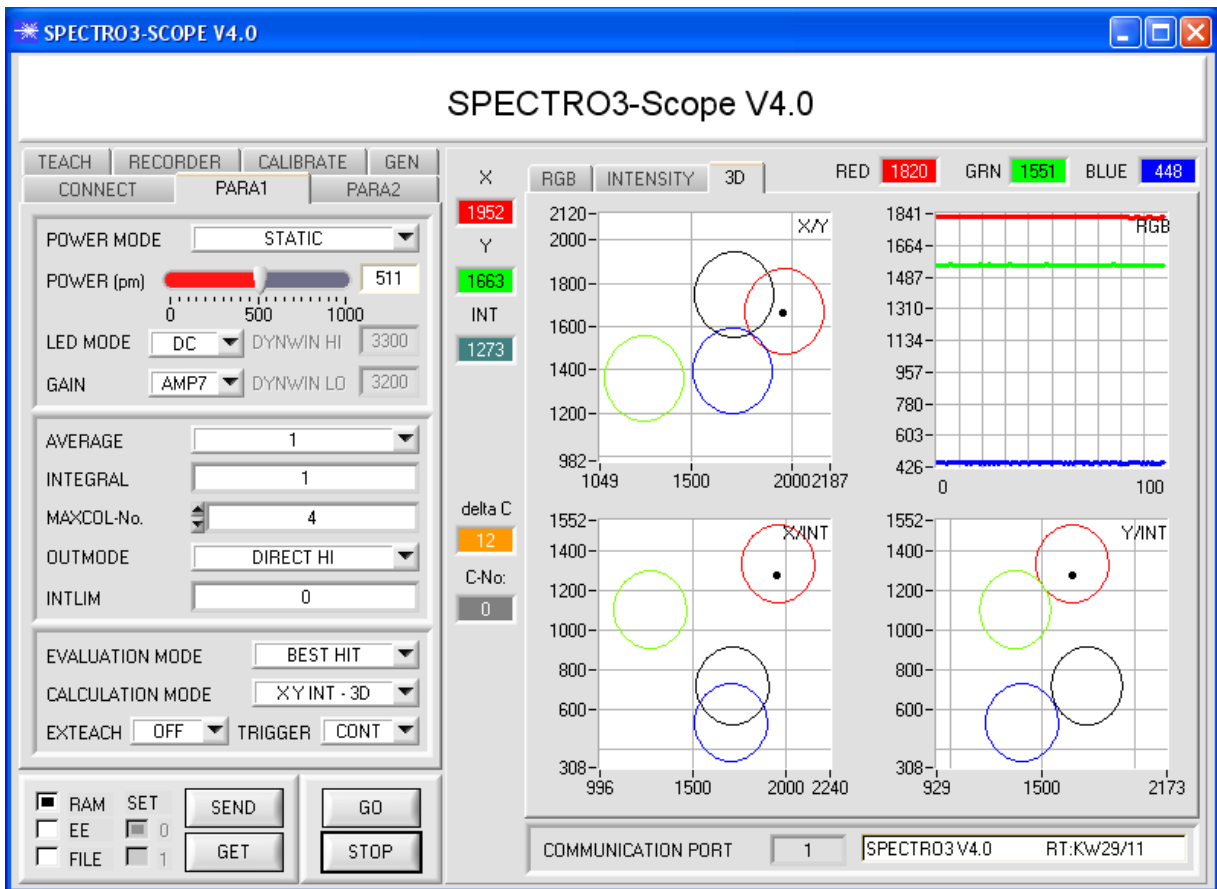 SPECTRO3-SCOPE V4.0
SPECTRO3-Scope V4.0
TEACH RECORDER CALIBRATE GEN
CONNECT PARA1 PARA2
POWER MODE STATIC
POWER (pm) 511
0 500 1000
LED MODE DC DYNWIN HI 3300
GAIN AMP7 DYNWIN LO 3200
AVERAGE 1
INTEGRAL 1
MAXCOL-No. 4
OUTMODE DIRECT HI
INTLIM 0
EVALUATION MODE BEST HIT
CALCULATION MODE X Y INT - 3D
EXTEACH OFF TRIGGER CONT
RAM SET SEND GO
EE 0
FILE 1 GET STOP
X
1952
Y
1663
INT
1273
delta C
12
C-No:
0
RGB INTENSITY 3D RED 1820 GRN 1551 BLUE 448
X/Y
2120
2000
1800
1600
1400
1200
982
1049 1500 2000 2187
RGB
1841
1664
1487
1310
1134
957
780
603
426
0 100
X/INT
1552
1400
1200
1000
800
600
308
996 1500 2000 2240
Y/INT
1552
1400
1200
1000
800
600
308
929 1500 2173
COMMUNICATION PORT 1 SPECTRO3 V4.0 RT:KW29/11